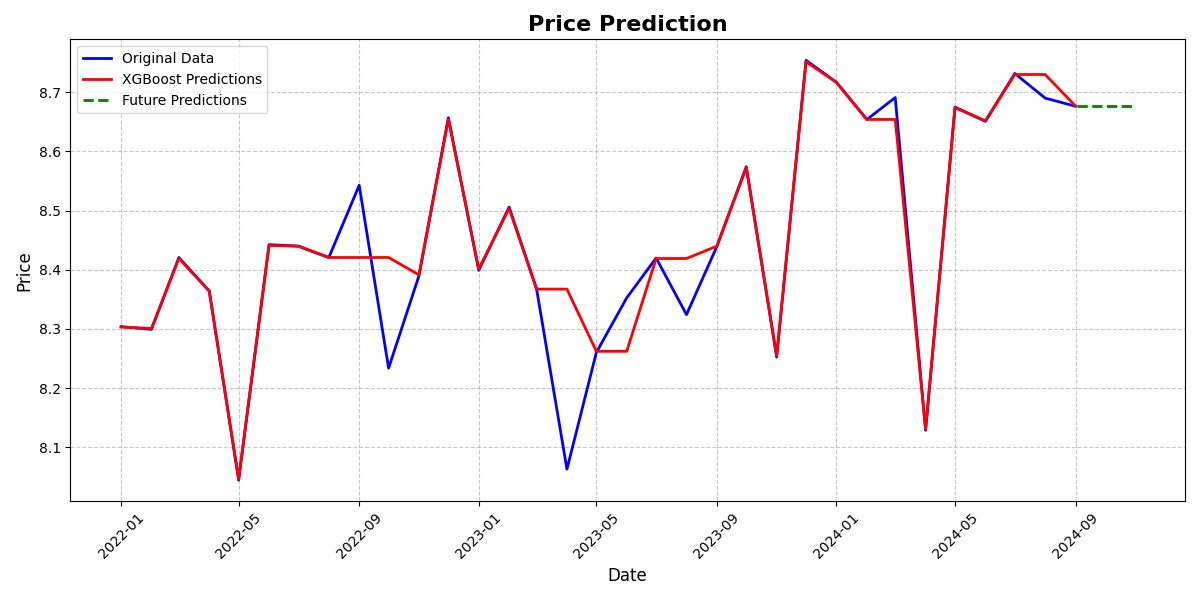 Price Prediction
Original Data
XGBoost Predictions
Future Predictions
Price
8.7
8.6
8.5
8.4
8.3
8.2
8.1
2022-01
2022-05
2022-09
2023-01
2023-05
2023-09
2024-01
2024-05
2024-09
Date